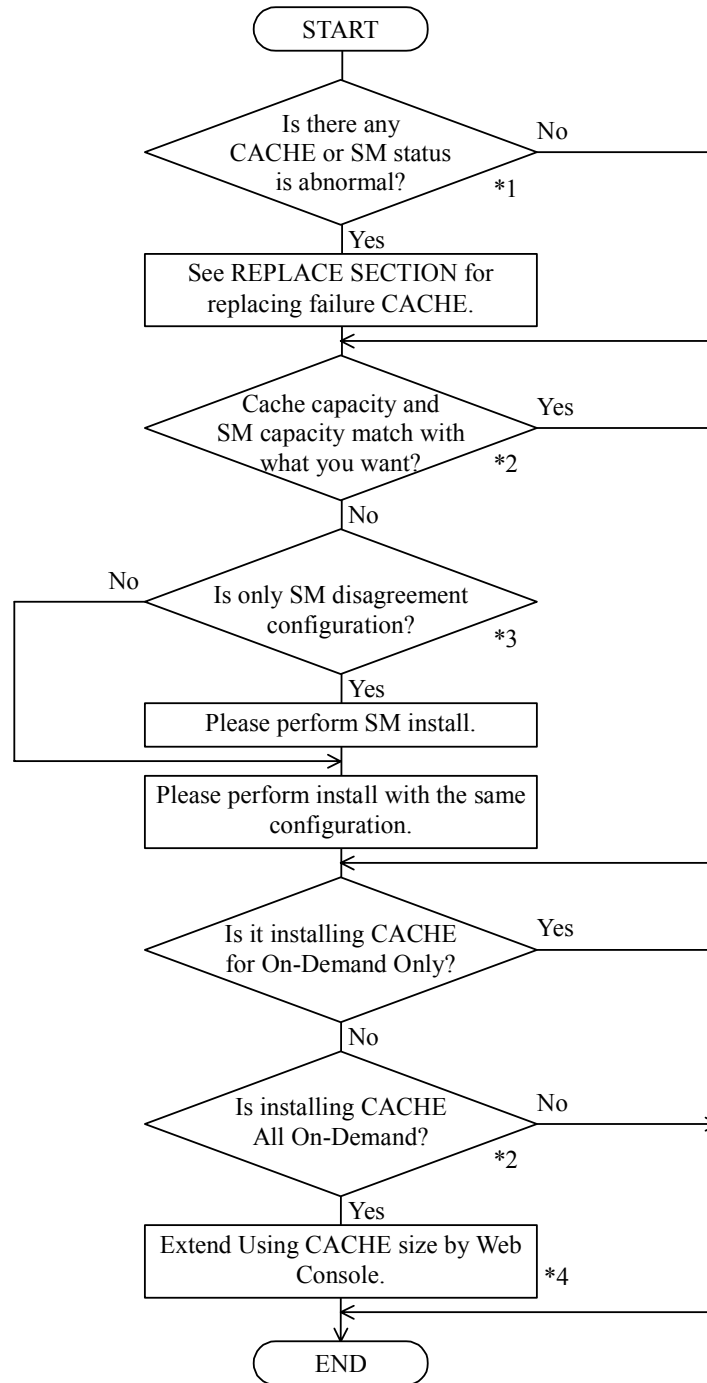 START
Is there any
CACHE or SM status
is abnormal?
No
*1
Yes
See REPLACE SECTION for
replacing failure CACHE.
Cache capacity and
SM capacity match with
what you want?
Yes
*2
No
No
Is only SM disagreement
configuration?
*3
Yes
Please perform SM install.
Please perform install with the same
configuration.
Is it installing CACHE
for On-Demand Only?
Yes
No
Is installing CACHE
All On-Demand?
No
*2
Yes
Extend Using CACHE size by Web
Console.
*4
END